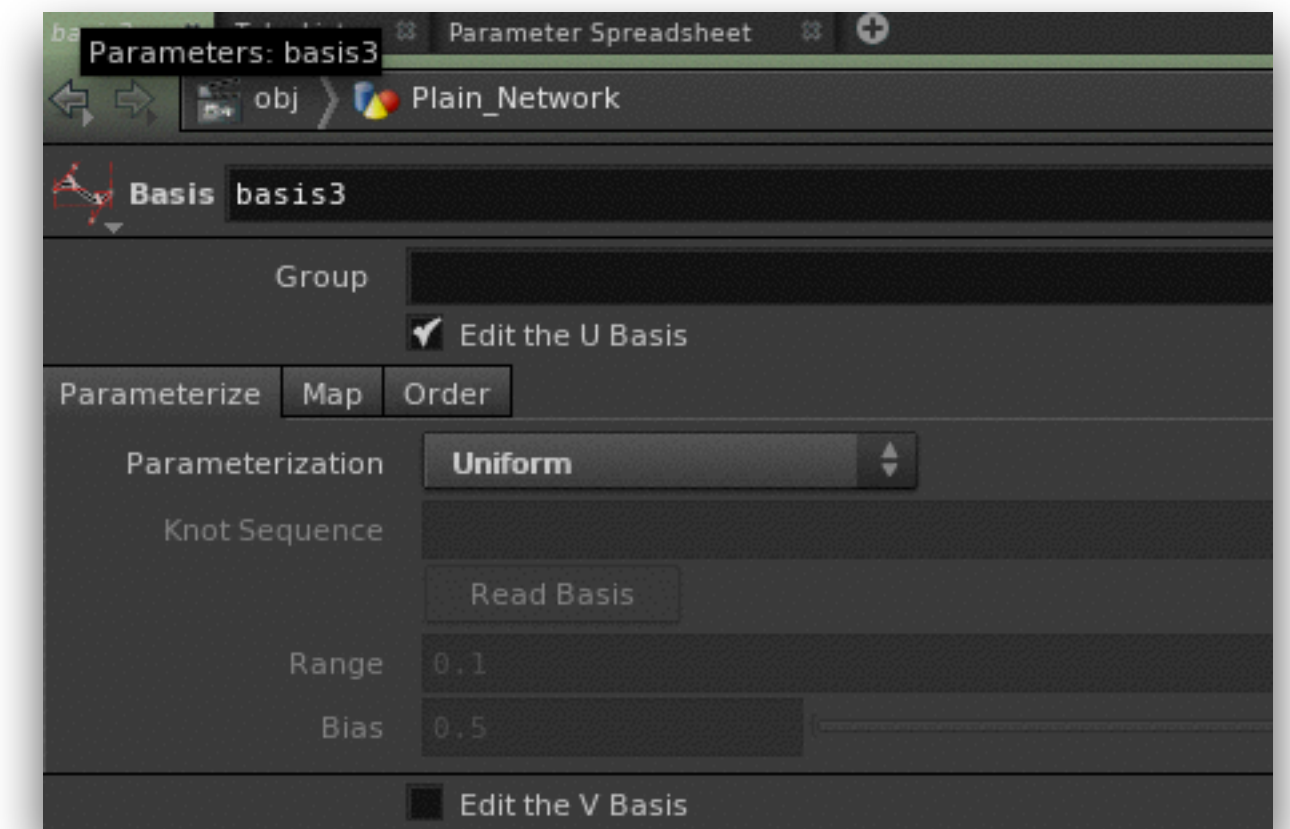 Parameter Spreadsheet
Parameters: basis3
obj Plain_Network
Basis basis3
Group
Edit the U Basis
Parameterize Map Order
Parameterization Uniform
Knot Sequence
Read Basis
Range 0.1
Bias 0.5
Edit the V Basis